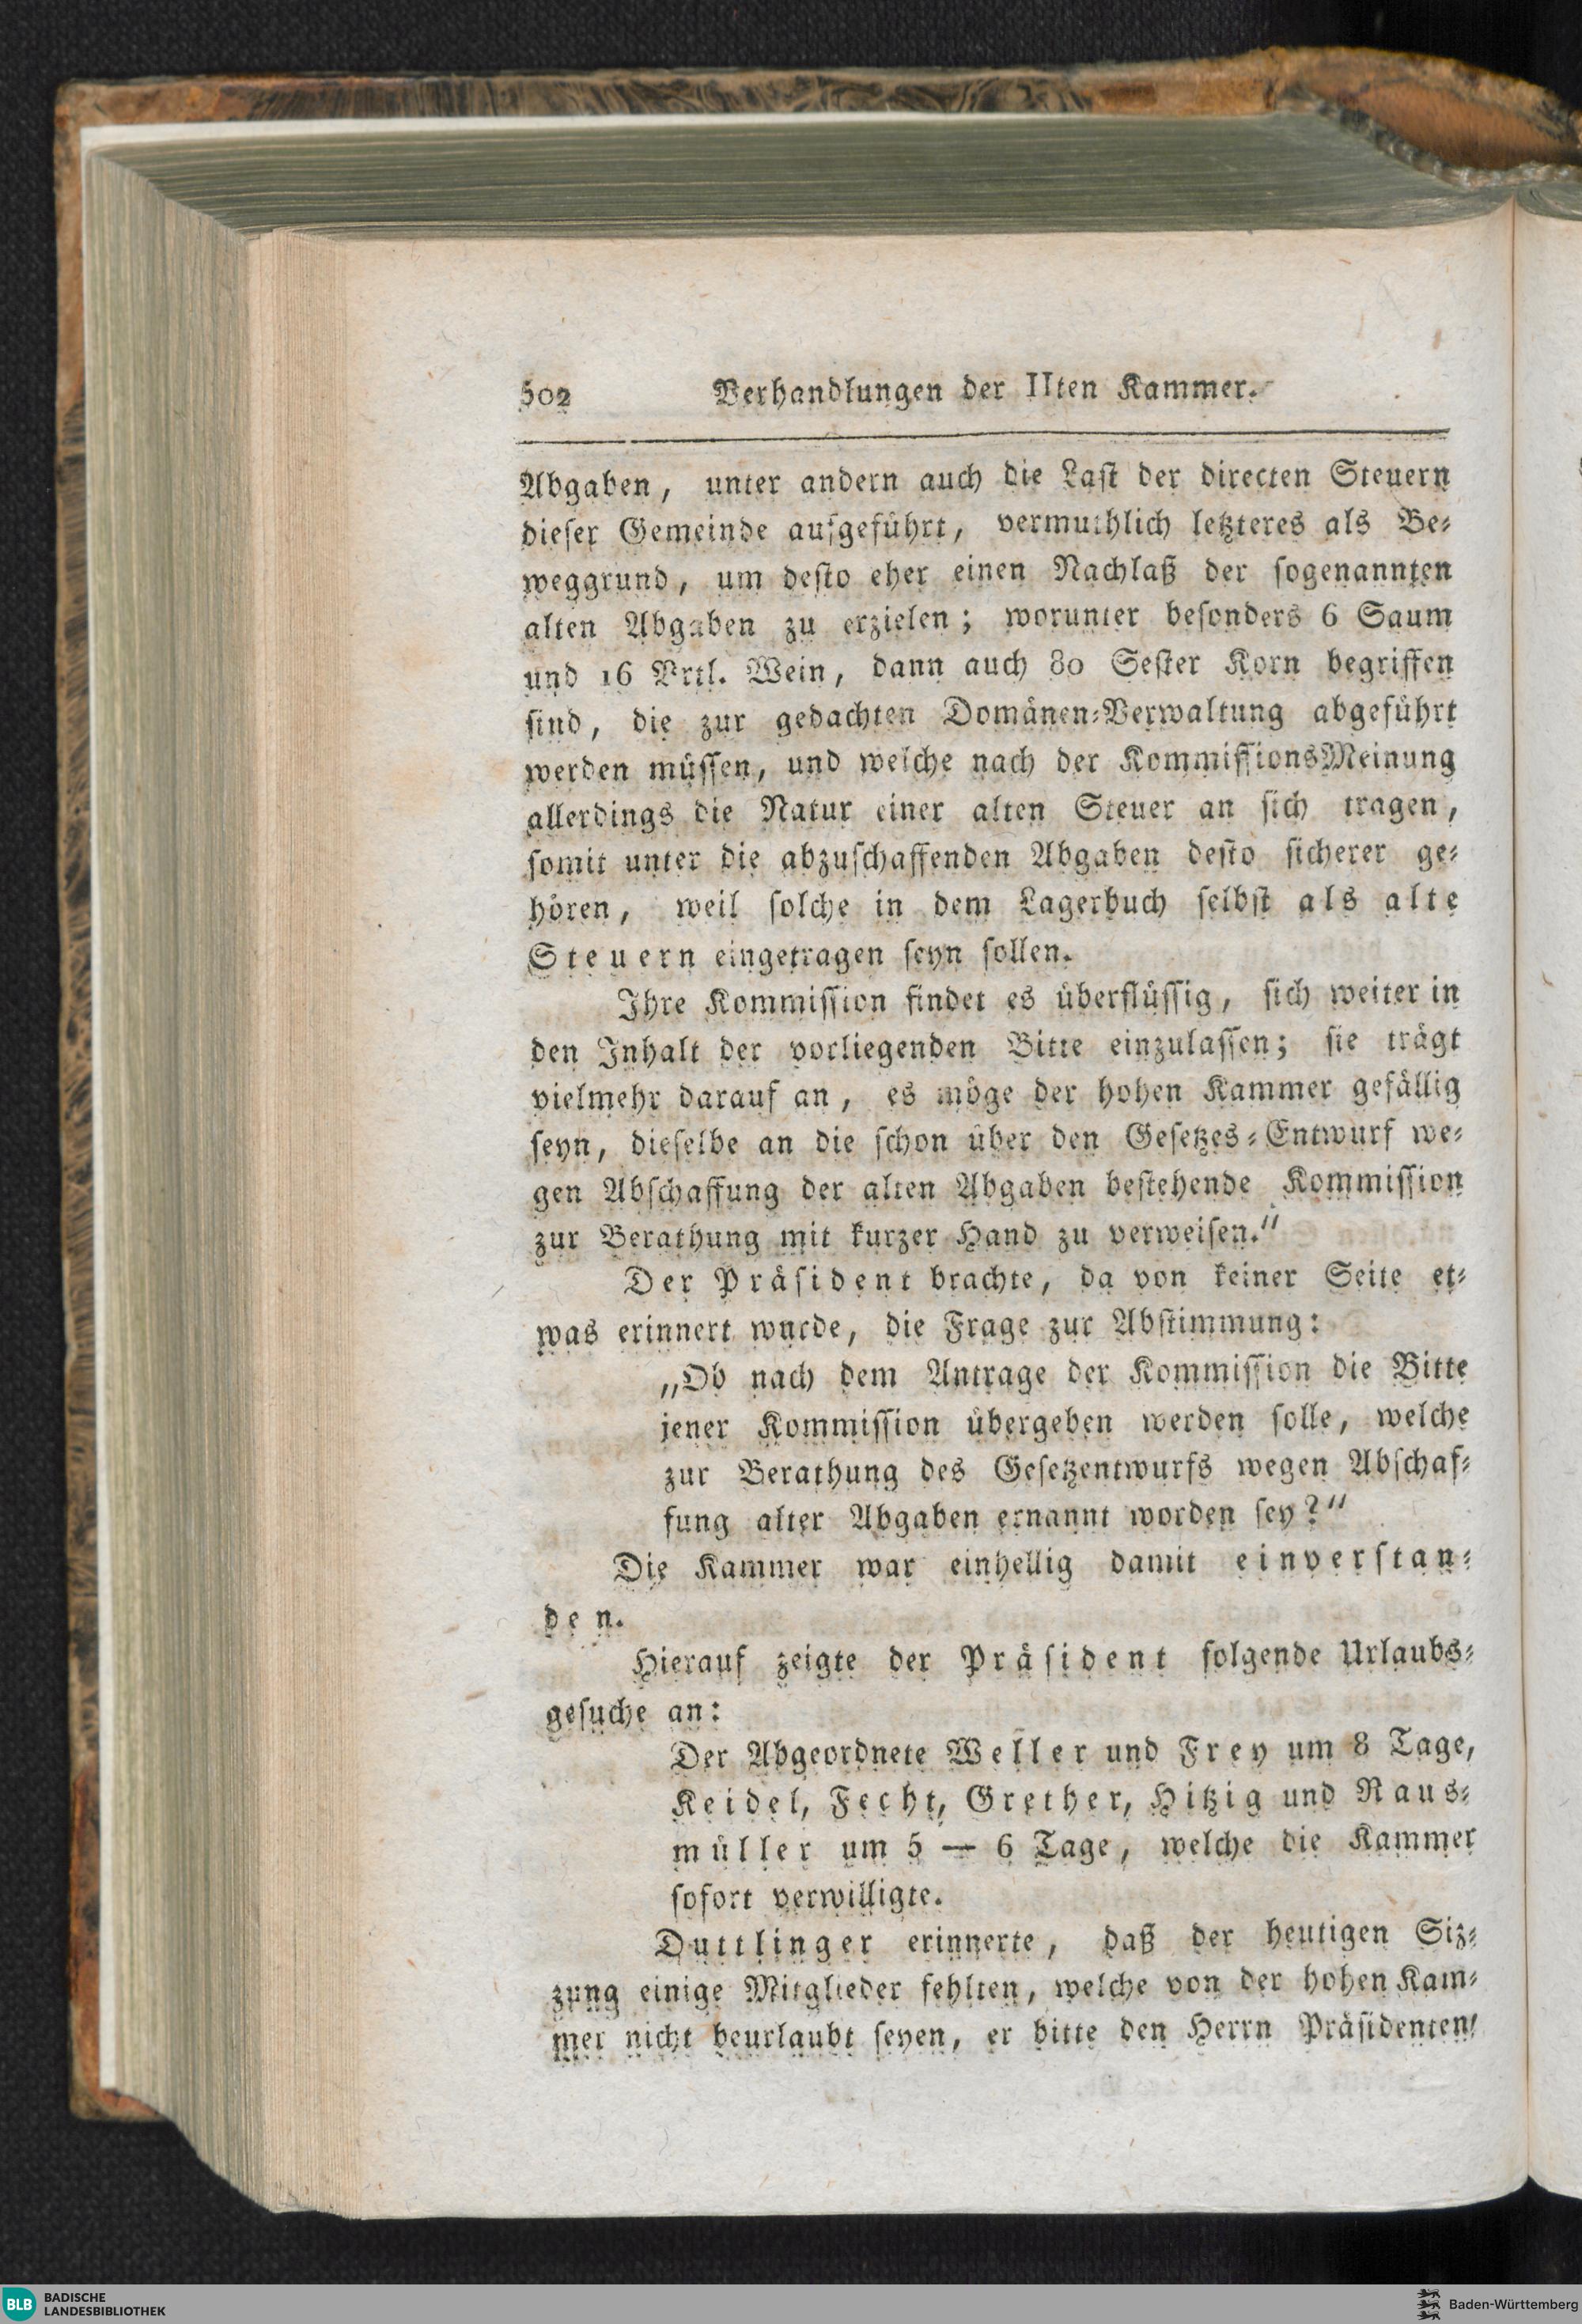 502 Verhandlungen der IIten Kammer.
Abgaben, unter andern auch die Last der directen Steuern
dieser Gemeinde aufgeführt, vermuthlich letzteres als Be-
weggrund, um desto eher einen Nachlaß der sogenannten
alten Abgaben zu erzielen; worunter besonders 6 Saum
und 16 Vrtl. Wein, dann auch 80 Sester Korn begriffen
sind, die zur gedachten Domänen-Verwaltung abgeführt
werden müssen, und welche nach der KommissionsMeinung
allerdings die Natur einer alten Steuer an sich tragen,
somit unter die abzuschaffenden Abgaben desto sicherer ge-
hören, weil solche in dem Lagerbuch selbst als alte
Steuern eingetragen seyn sollen.
Ihre Kommission findet es überflüssig, sich weiter in
den Inhalt der vorliegenden Bitte einzulassen; sie trägt
vielmehr darauf an, es möge der hohen Kammer gefällig
seyn, dieselbe an die schon über den Gesetzes-Entwurf we-
gen Abschaffung der alten Abgaben bestehende Kommission
zur Berathung mit kurzer Hand zu verweisen.“
Der Präsident brachte, da von keiner Seite et-
was erinnert wurde, die Frage zur Abstimmung:
„Ob nach dem Antrage der Kommission die Bitte
jener Kommission übergeben werden solle, welche
zur Berathung des Gesetzentwurfs wegen Abschaf-
fung alter Abgaben ernannt worden sey?“
Die Kammer war einhellig damit einverstan-
den.
Hierauf zeigte der Präsident folgende Urlaubs-
gesuche an:
Der Abgeordnete Weller und Frey um 8 Tage,
Keidel, Fecht, Grether, Hitzig und Raus-
müller um 5 — 6 Tage, welche die Kammer
sofort verwilligte.
Duttlinger erinnerte, daß der heutigen Siz-
zung einige Mitglieder fehlten, welche von der hohen Kam-
mer nicht beurlaubt seyen, er bitte den Herrn Präsidenten,
BLB BADISCHE
LANDESBIBLIOTHEK
Baden-Württemberg